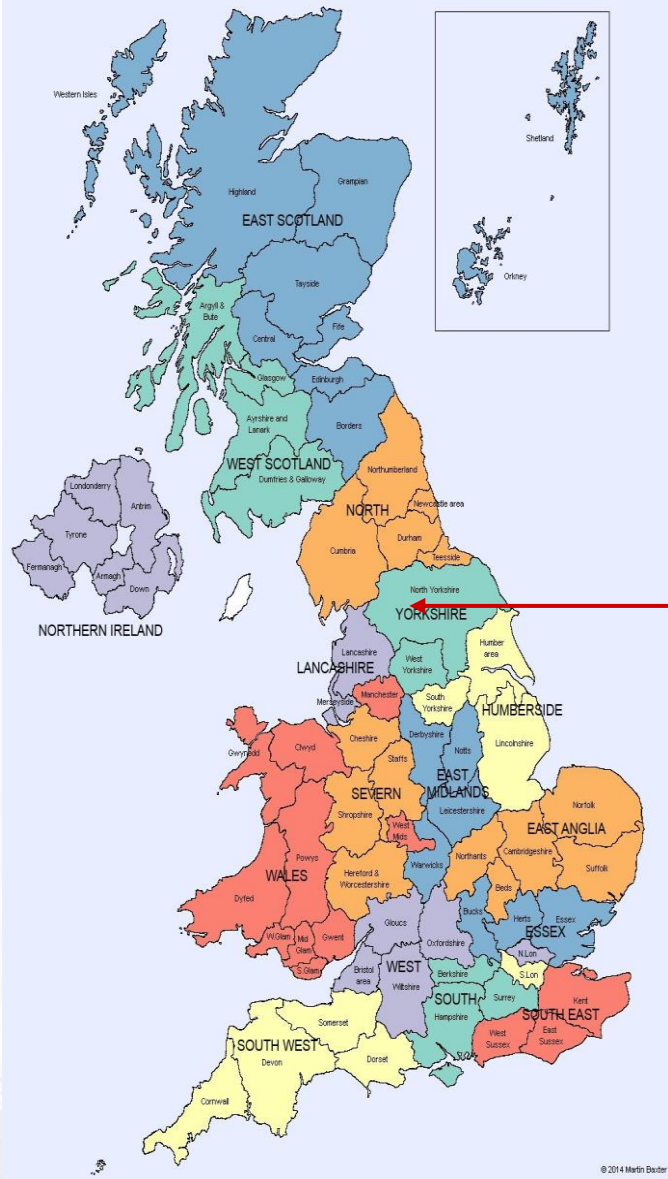 Western Isles
Shetland
Highland
Grampian
EAST SCOTLAND
Orkney
Tayside
Argyll &
Bute
Central
Fife
Glasgow
Edinburgh
Ayrshire and
Lanark
Borders
WEST SCOTLAND
Dumfries & Galloway
Northumberland
Londonderry
Antrim
Newcastle area
NORTH
Tyrone
Durham
Cumbria
Teesside
Fermanagh
Armagh
Down
North Yorkshire
YORKSHIRE
NORTHERN IRELAND
Humber
area
Lancashire
LANCASHIRE
West
Yorkshire
Manchester
Merseyside
South
Yorkshire
HUMBERSIDE
Cheshire
Derbyshire
Notts
Lincolnshire
Gwynedd
Clwyd
Staffs
EAST
MIDLANDS
SEVERN
Shropshire
Leicestershire
Norfolk
West
Mids
EAST ANGLIA
Powys
WALES
Hereford &
Worcestershire
Warwicks
Northants
Cambridgeshire
Suffolk
Dyfed
Beds
Bucks
Herts
Essex
ESSEX
Gloucs
Oxfordshire
W.Glam
Mid
Glam
Gwent
S.Glam
N.Lon
S.Lon
WEST
Bristol
area
Wiltshire
Berkshire
SOUTH
Surrey
Kent
SOUTH EAST
Hampshire
West
Sussex
East
Sussex
Somerset
SOUTH WEST
Devon
Dorset
Cornwall
© 2014 Martin Baxter